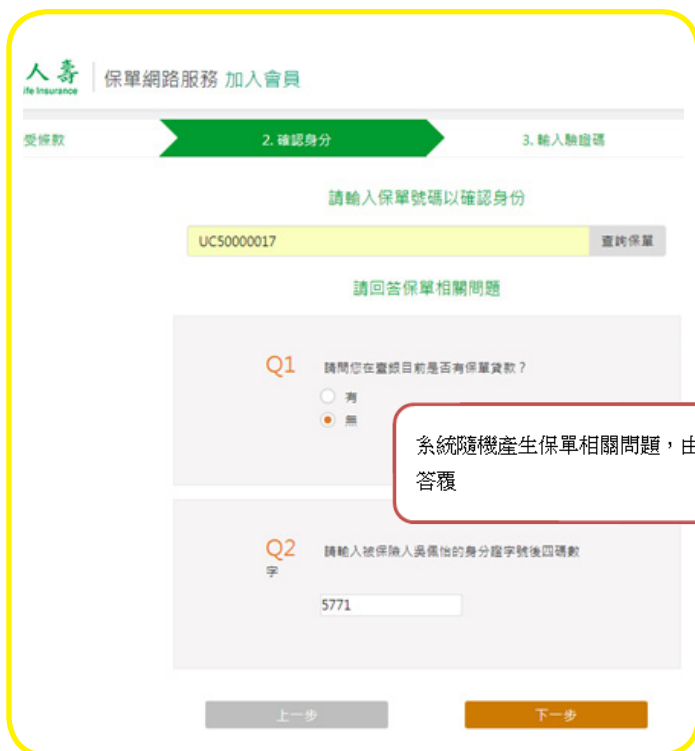 人壽
ife Insurance
保單網路服務 加入會員
受條款
2. 確認身分
3. 輸入驗證碼
請輸入保單號碼以確認身份
UC50000017
查詢保單
請回答保單相關問題
Q1 請問您在臺銀目前是否有保單貸款？
有
無
系統隨機產生保單相關問題，由
答覆
Q2 請輸入被保險人吳佩怡的身分證字號後四碼數
字
5771
上一步
下一步